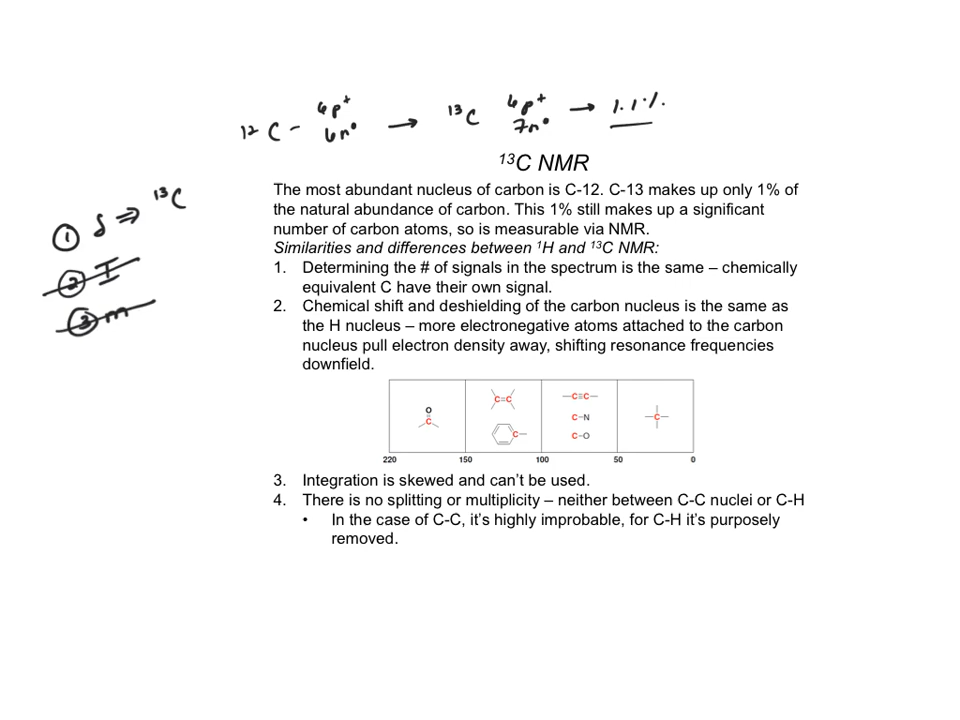 12 C - 6p+ 6n° → 13 C 6p+ 7n° → 1.1%
13C NMR
The most abundant nucleus of carbon is C-12. C-13 makes up only 1% of
the natural abundance of carbon. This 1% still makes up a significant
number of carbon atoms, so is measurable via NMR.
Similarities and differences between 1H and 13C NMR:
1. Determining the # of signals in the spectrum is the same – chemically
equivalent C have their own signal.
2. Chemical shift and deshielding of the carbon nucleus is the same as
the H nucleus – more electronegative atoms attached to the carbon
nucleus pull electron density away, shifting resonance frequencies
downfield.
① δ ⇒ 13C
② I
③ m
O
C
C=C
C
C≡C
C-N
C-O
C
220 150 100 50 0
3. Integration is skewed and can’t be used.
4. There is no splitting or multiplicity – neither between C-C nuclei or C-H
• In the case of C-C, it’s highly improbable, for C-H it’s purposely
removed.